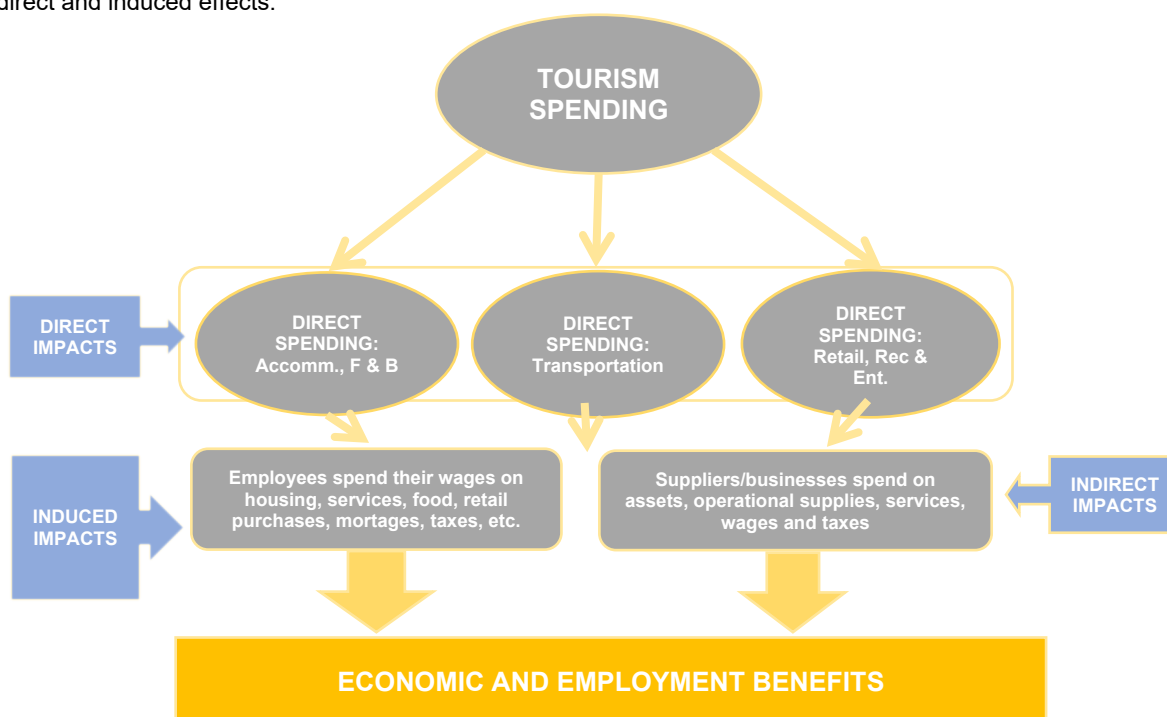 direct and induced effects.
TOURISM
SPENDING
DIRECT
IMPACTS
DIRECT
SPENDING:
Accomm., F & B
DIRECT
SPENDING:
Transportation
DIRECT
SPENDING:
Retail, Rec &
Ent.
INDUCED
IMPACTS
Employees spend their wages on
housing, services, food, retail
purchases, mortages, taxes, etc.
Suppliers/businesses spend on
assets, operational supplies, services,
wages and taxes
INDIRECT
IMPACTS
ECONOMIC AND EMPLOYMENT BENEFITS